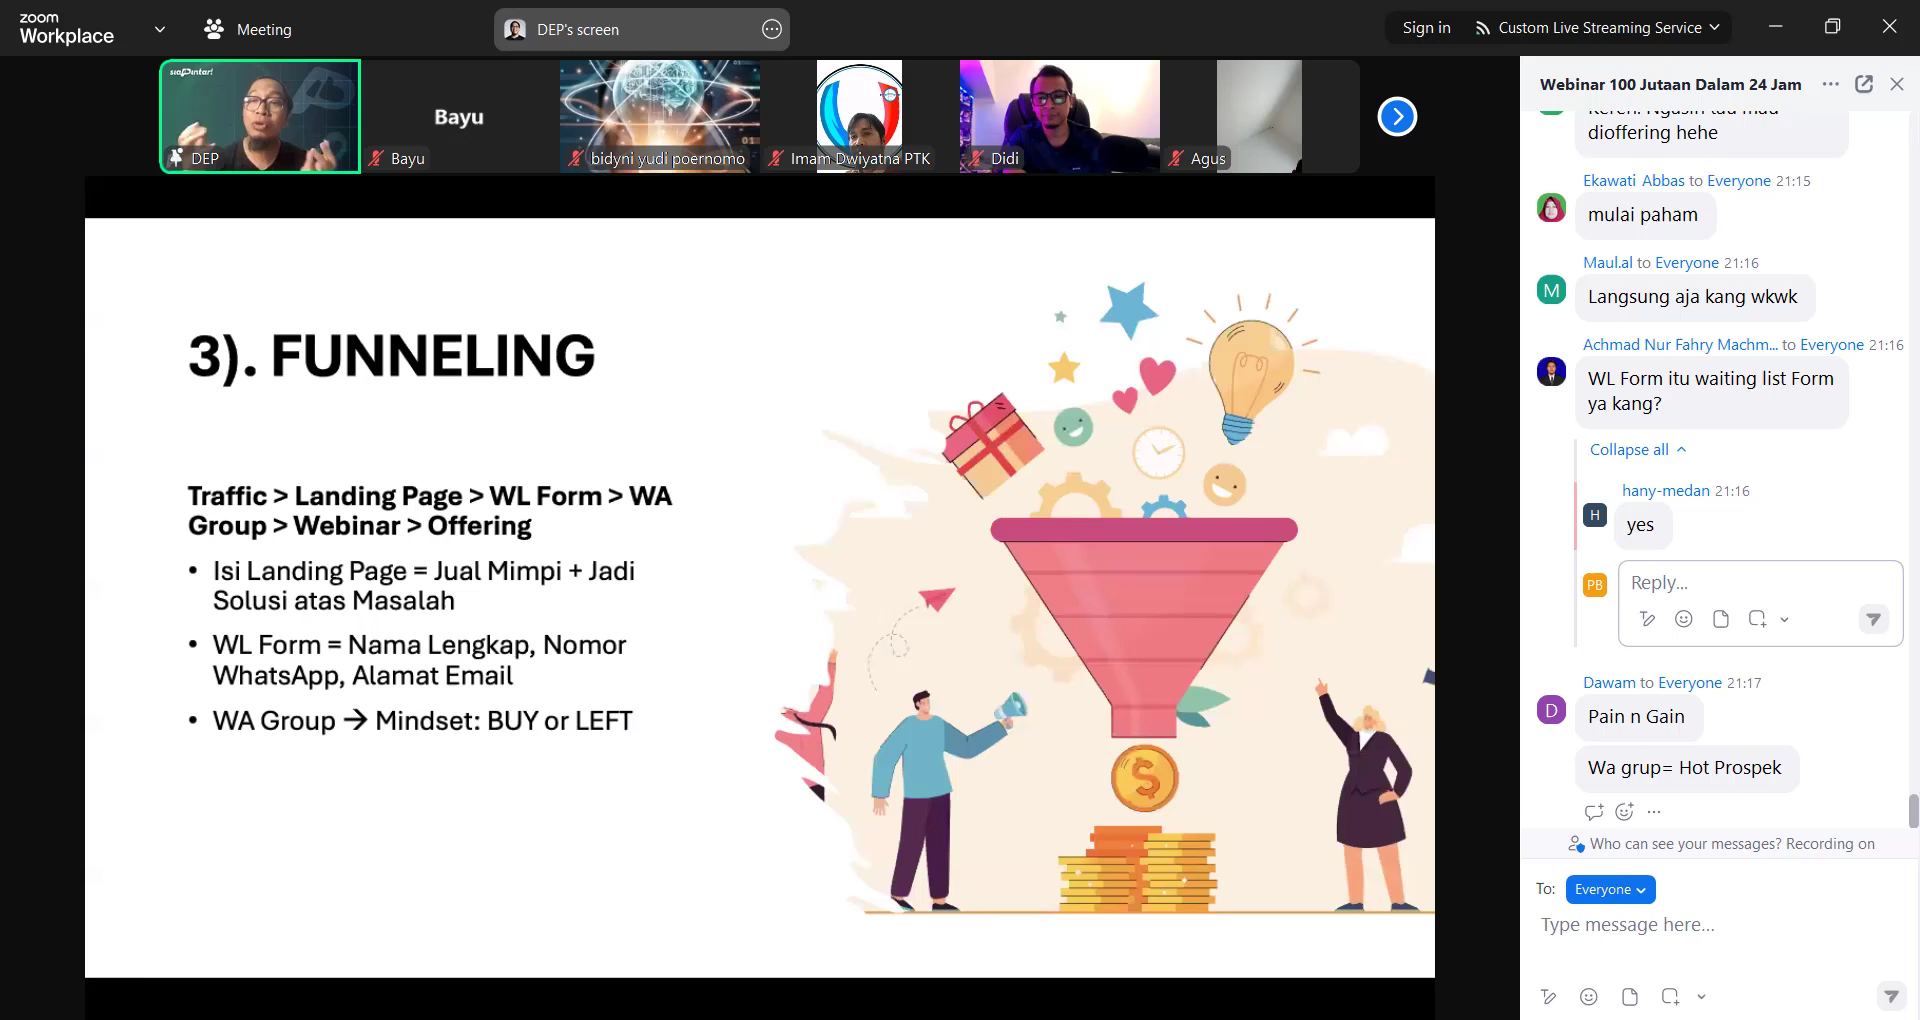 zoom
Workplace
Meeting
DEP's screen
Sign in
Custom Live Streaming Service
DEP
Bayu
Bayu
bidyni yudi poernomo
Imam Dwiyatna PTK
Didi
Agus
3). FUNNELING
Traffic > Landing Page > WL Form > WA
Group > Webinar > Offering
• Isi Landing Page = Jual Mimpi + Jadi
Solusi atas Masalah
• WL Form = Nama Lengkap, Nomor
WhatsApp, Alamat Email
• WA Group → Mindset: BUY or LEFT
Webinar 100 Jutaan Dalam 24 Jam
dioffering hehe
Ekawati Abbas to Everyone 21:15
mulai paham
Maul.al to Everyone 21:16
M
Langsung aja kang wkwk
Achmad Nur Fahry Machm... to Everyone 21:16
WL Form itu waiting list Form
ya kang?
Collapse all
hany-medan 21:16
H
yes
PB
Reply...
Dawam to Everyone 21:17
D
Pain n Gain
Wa grup= Hot Prospek
Who can see your messages? Recording on
To: Everyone
Type message here...